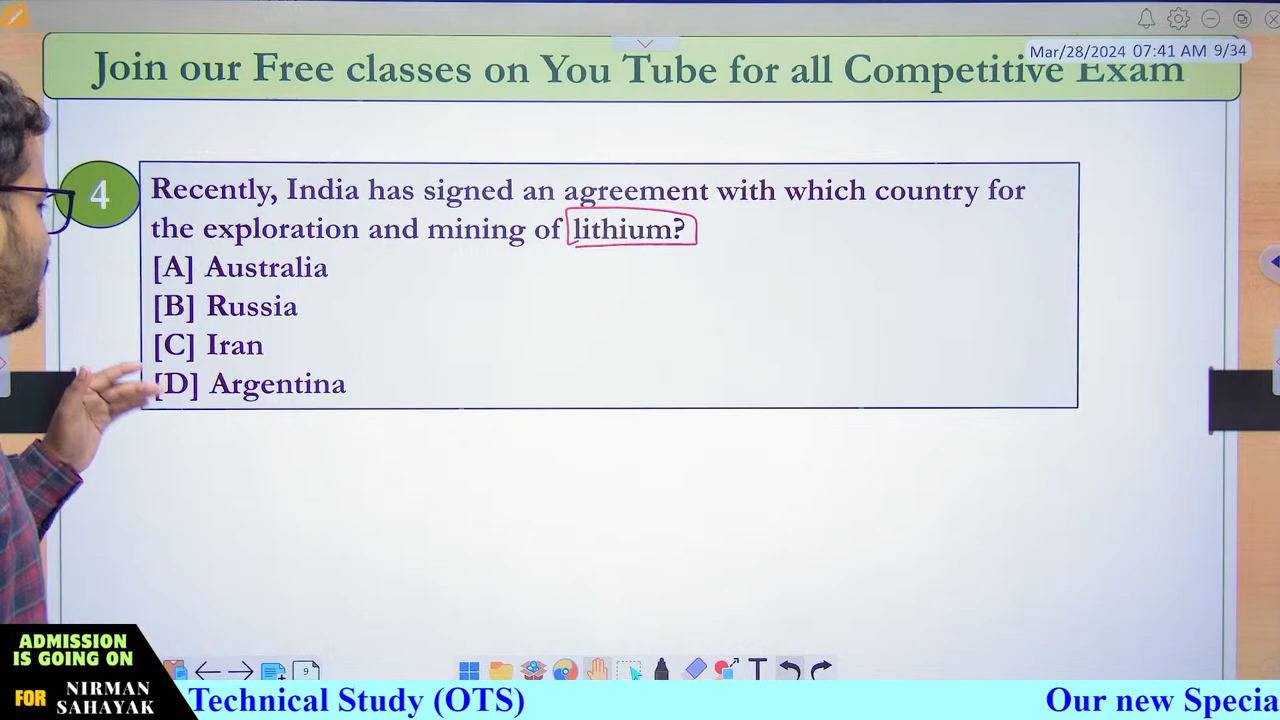 Mar/28/2024 07:41 AM 9/34
Join our Free classes on You Tube for all Competitive Exam
4
Recently, India has signed an agreement with which country for
the exploration and mining of lithium?
[A] Australia
[B] Russia
[C] Iran
[D] Argentina
9
T
ADMISSION
IS GOING ON
FOR NIRMAN
SAHAYAK
Technical Study (OTS)
Our new Specia